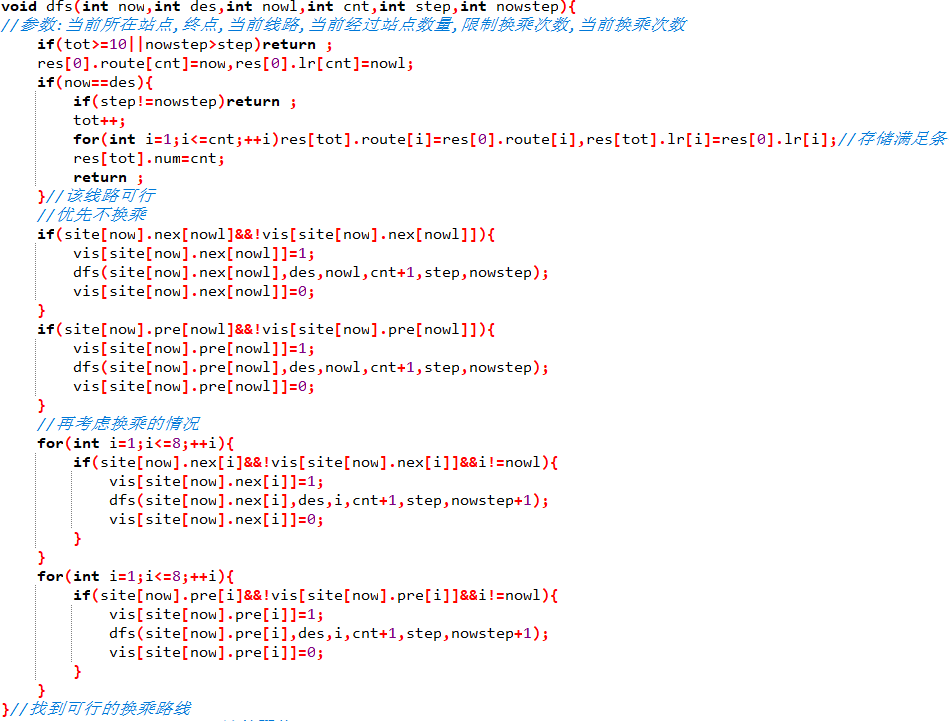 void dfs(int now,int des,int nowl,int cnt,int step,int nowstep){
//参数:当前所在站点,终点,当前线路,当前经过站点数量,限制换乘次数,当前换乘次数
if(tot>=10||nowstep>step)return ;
res[0].route[cnt]=now,res[0].lr[cnt]=nowl;
if(now==des){
if(step!=nowstep)return ;
tot++;
for(int i=1;i<=cnt;++i)res[tot].route[i]=res[0].route[i],res[tot].lr[i]=res[0].lr[i];//存储满足条
res[tot].num=cnt;
return ;
}//该线路可行
//优先不换乘
if(site[now].nex[nowl]&&!vis[site[now].nex[nowl]]){
vis[site[now].nex[nowl]]=1;
dfs(site[now].nex[nowl],des,nowl,cnt+1,step,nowstep);
vis[site[now].nex[nowl]]=0;
}
if(site[now].pre[nowl]&&!vis[site[now].pre[nowl]]){
vis[site[now].pre[nowl]]=1;
dfs(site[now].pre[nowl],des,nowl,cnt+1,step,nowstep);
vis[site[now].pre[nowl]]=0;
}
//再考虑换乘的情况
for(int i=1;i<=8;++i){
if(site[now].nex[i]&&!vis[site[now].nex[i]]&&i!=nowl){
vis[site[now].nex[i]]=1;
dfs(site[now].nex[i],des,i,cnt+1,step,nowstep+1);
vis[site[now].nex[i]]=0;
}
}
for(int i=1;i<=8;++i){
if(site[now].pre[i]&&!vis[site[now].pre[i]]&&i!=nowl){
vis[site[now].pre[i]]=1;
dfs(site[now].pre[i],des,i,cnt+1,step,nowstep+1);
vis[site[now].pre[i]]=0;
}
}
}//找到可行的换乘路线